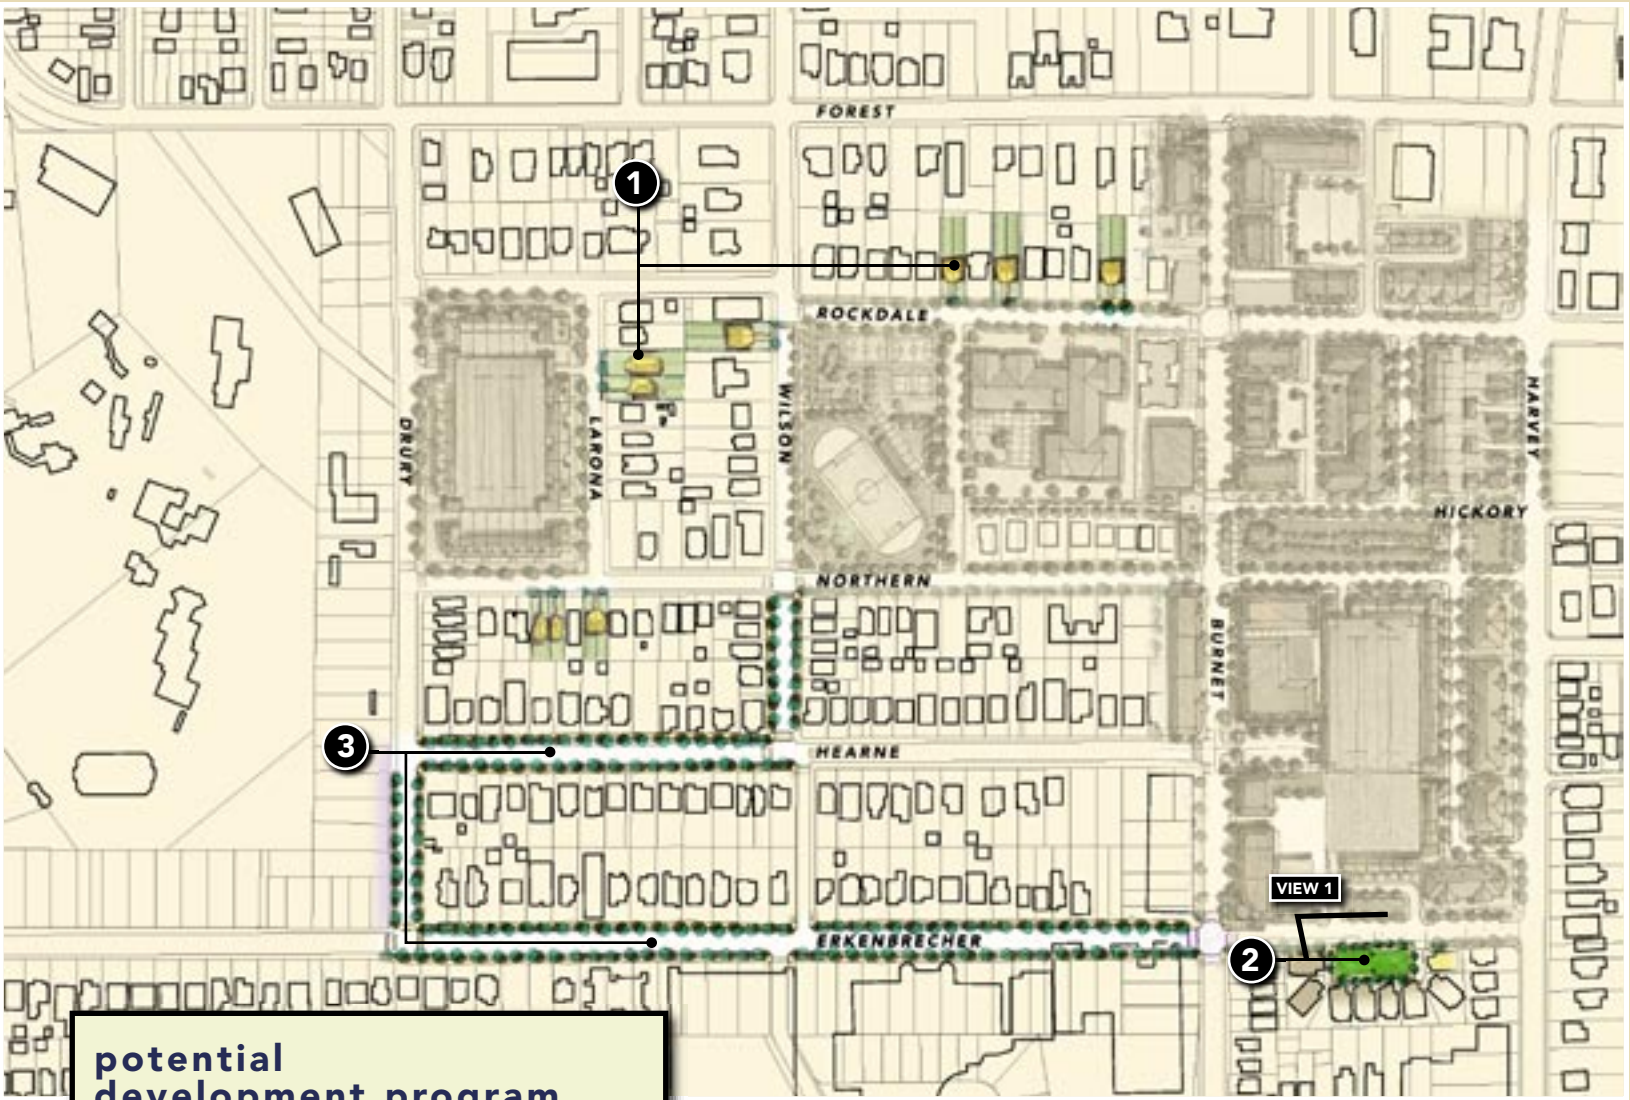 FOREST
1
ROCKDALE
DRURY
LARONA
WILSON
HARVEY
HICKORY
NORTHERN
BURNET
3
HEARNE
VIEW 1
ERKENBRECHER
2
potential
development program